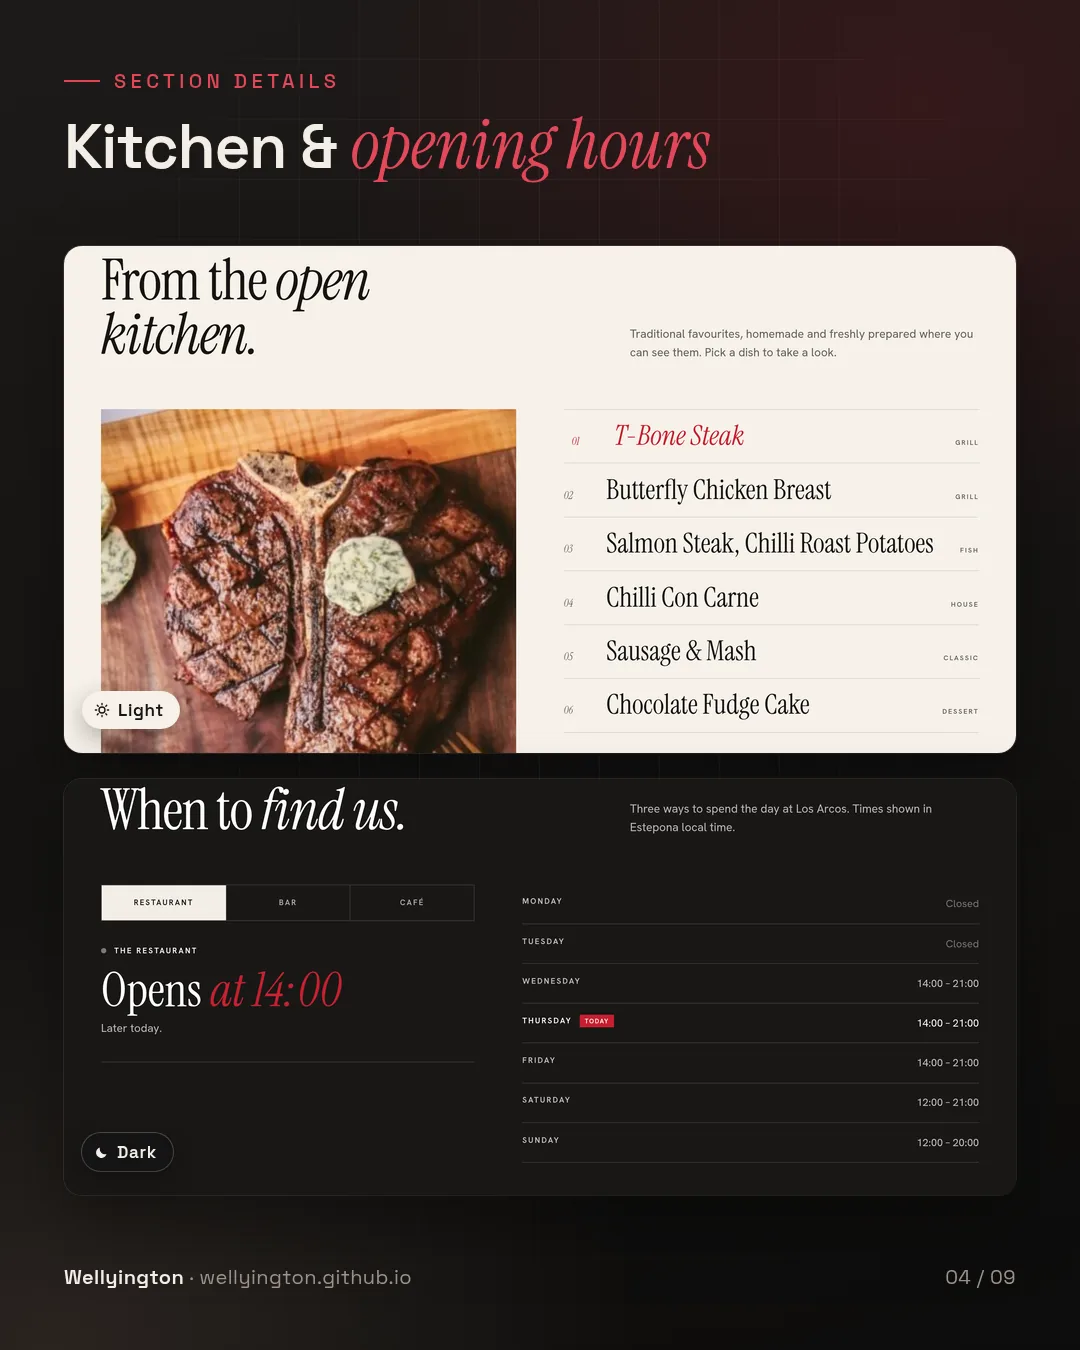 SECTION DETAILS
Kitchen & opening hours
From the open
kitchen.
Traditional favourites, homemade and freshly prepared where you
can see them. Pick a dish to take a look.
01 T-Bone Steak GRILL
02 Butterfly Chicken Breast GRILL
03 Salmon Steak, Chilli Roast Potatoes FISH
04 Chilli Con Carne HOUSE
05 Sausage & Mash CLASSIC
06 Chocolate Fudge Cake DESSERT
Light
When to find us.
Three ways to spend the day at Los Arcos. Times shown in
Estepona local time.
RESTAURANT BAR CAFÉ
THE RESTAURANT
Opens at 14:00
Later today.
MONDAY Closed
TUESDAY Closed
WEDNESDAY 14:00 – 21:00
THURSDAY TODAY 14:00 – 21:00
FRIDAY 14:00 – 21:00
SATURDAY 12:00 – 21:00
SUNDAY 12:00 – 20:00
Dark
Wellyington · wellyington.github.io
04 / 09